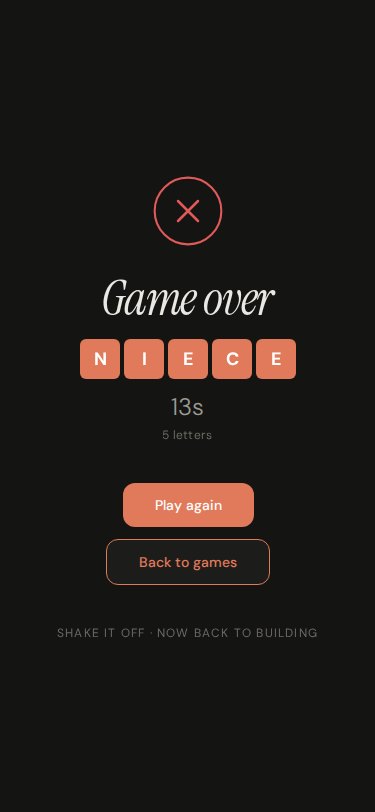 Game over
N I E C E
13s
5 letters
Play again
Back to games
SHAKE IT OFF · NOW BACK TO BUILDING